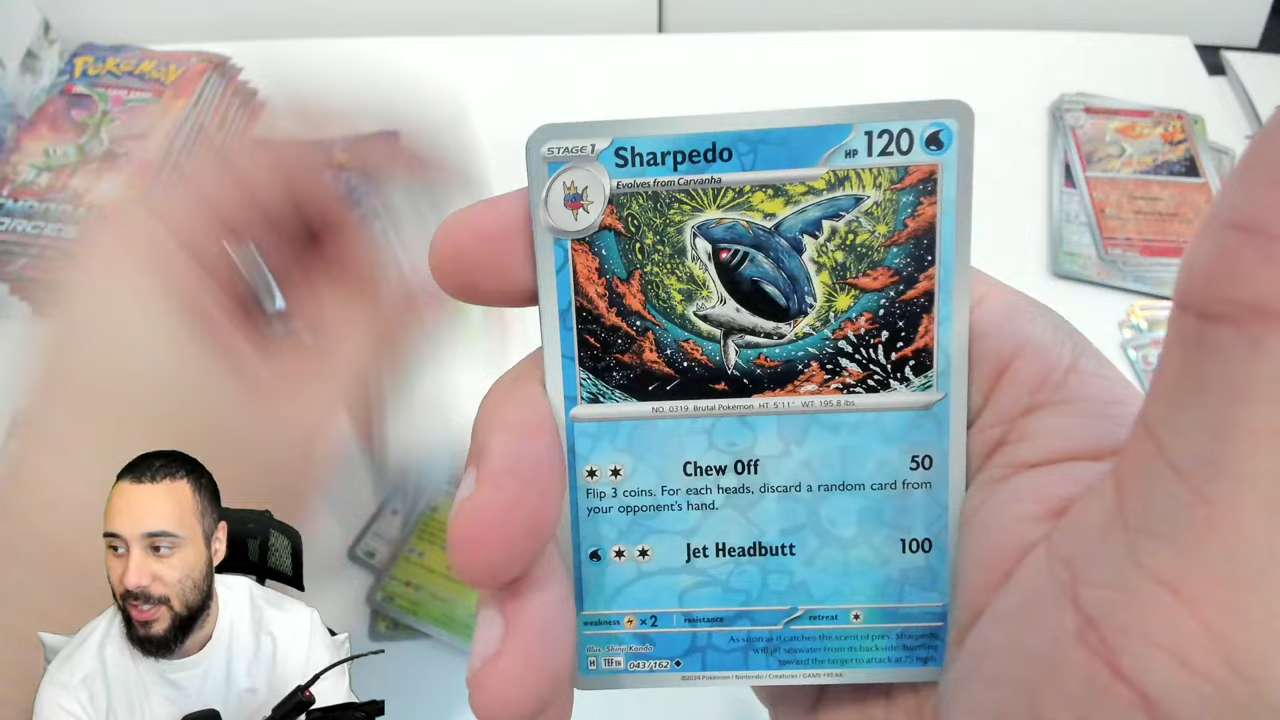 POKéMON
FORCES
STAGE1
Sharpedo
HP 120
Evolves from Carvanha
NO. 0319 Brutal Pokémon HT: 5'11" WT: 195.8 lbs
Chew Off 50
Flip 3 coins. For each heads, discard a random card from
your opponent's hand.
Jet Headbutt 100
weakness ×2 resistance retreat
As soon as it catches the scent of prey, Sharpedo
will jet seawater from its backside, hurtling
toward the target to attack at 75 mph.
Illus. Shinji Kanda
H TEF EN 043/162
©2024 Pokémon / Nintendo / Creatures / GAME FREAK